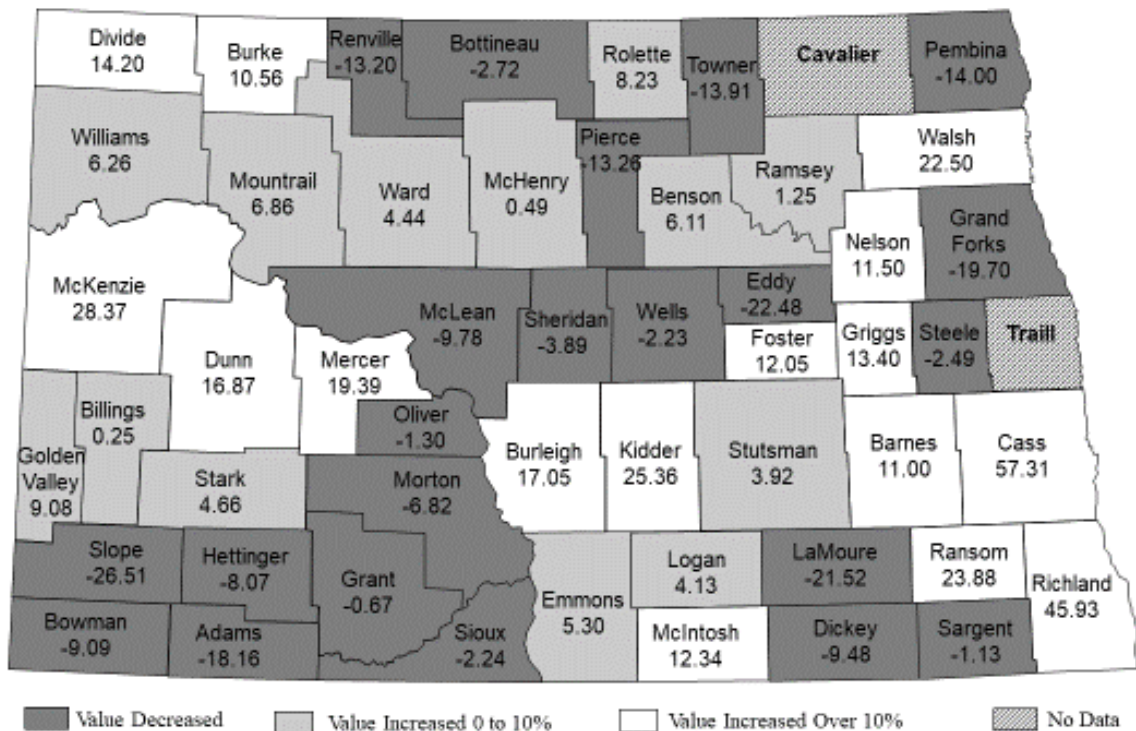 Divide
14.20
Burke
10.56
Renville
-13.20
Bottineau
-2.72
Rolette
8.23
Towner
-13.91
Cavalier
Pembina
-14.00
Williams
6.26
Mountrail
6.86
Ward
4.44
McHenry
0.49
Pierce
-13.26
Benson
6.11
Ramsey
1.25
Walsh
22.50
Nelson
11.50
Grand
Forks
-19.70
McKenzie
28.37
Dunn
16.87
Mercer
19.39
McLean
-9.78
Sheridan
-3.89
Wells
-2.23
Eddy
-22.48
Foster
12.05
Griggs
13.40
Steele
-2.49
Traill
Golden
Valley
9.08
Billings
0.25
Stark
4.66
Oliver
-1.30
Morton
-6.82
Burleigh
17.05
Kidder
25.36
Stutsman
3.92
Barnes
11.00
Cass
57.31
Slope
-26.51
Hettinger
-8.07
Grant
-0.67
Emmons
5.30
Logan
4.13
LaMoure
-21.52
Ransom
23.88
Richland
45.93
Bowman
-9.09
Adams
-18.16
Sioux
-2.24
McIntosh
12.34
Dickey
-9.48
Sargent
-1.13
Value Decreased
Value Increased 0 to 10%
Value Increased Over 10%
No Data